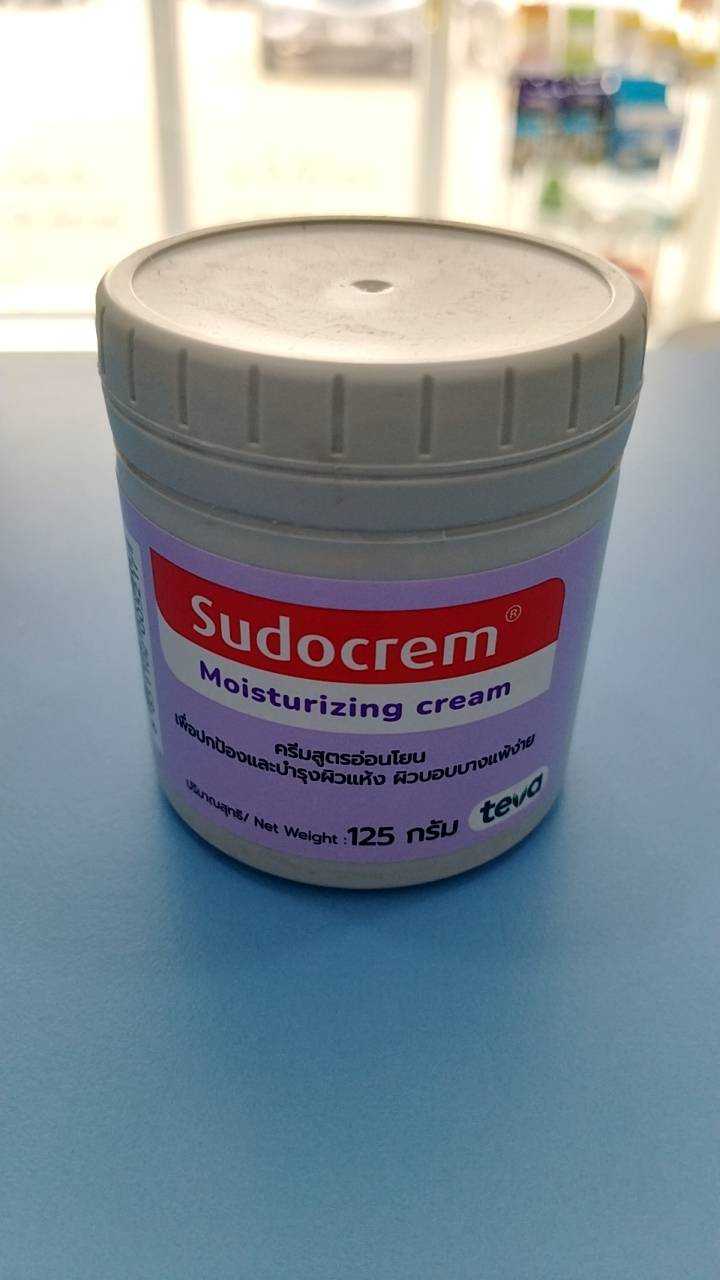 Sudocrem®
Moisturizing cream
ครีมสูตรอ่อนโยน
เพื่อปกป้องและบำรุงผิวแห้ง ผิวบอบบางแพ้ง่าย
ปริมาณสุทธิ/ Net Weight : 125 กรัม
teva